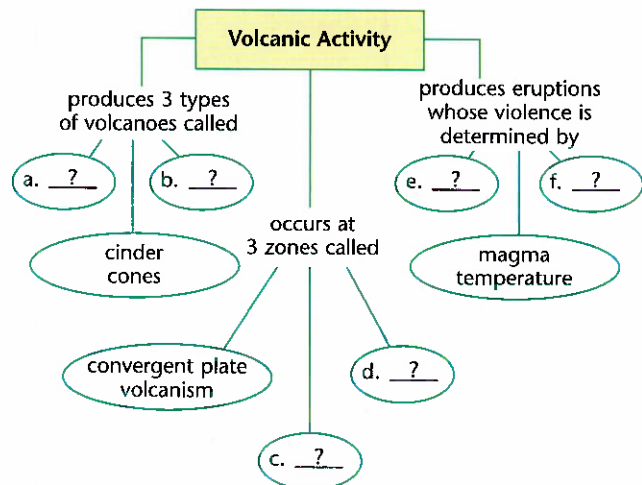 Volcanic Activity
produces 3 types
of volcanoes called
a. ?
b. ?
cinder
cones
occurs at
3 zones called
convergent plate
volcanism
c. ?
d. ?
produces eruptions
whose violence is
determined by
e. ?
f. ?
magma
temperature